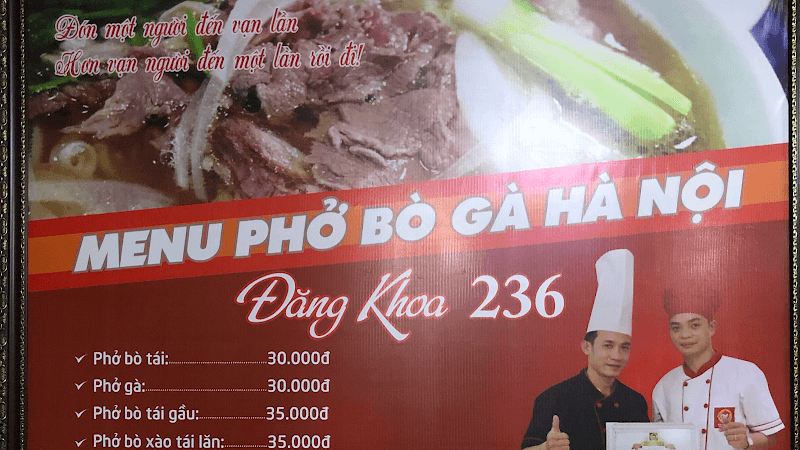 Đón một người đến vạn lần
Hơn vạn người đến một lần rồi đi!
MENU PHỞ BÒ GÀ HÀ NỘI
Đăng Khoa 236
Phở bò tái:..........................30.000đ
Phở gà:................................30.000đ
Phở bò tái gầu:..................35.000đ
Phở bò xào tái lăn:............35.000đ